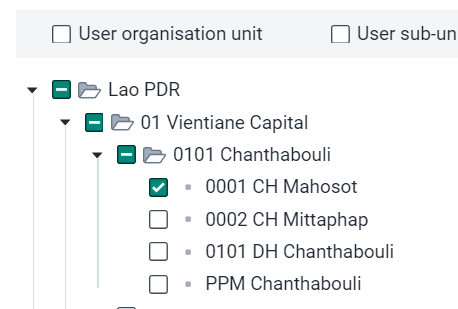 User organisation unit User sub-un
Lao PDR
01 Vientiane Capital
0101 Chanthabouli
0001 CH Mahosot
0002 CH Mittaphap
0101 DH Chanthabouli
PPM Chanthabouli